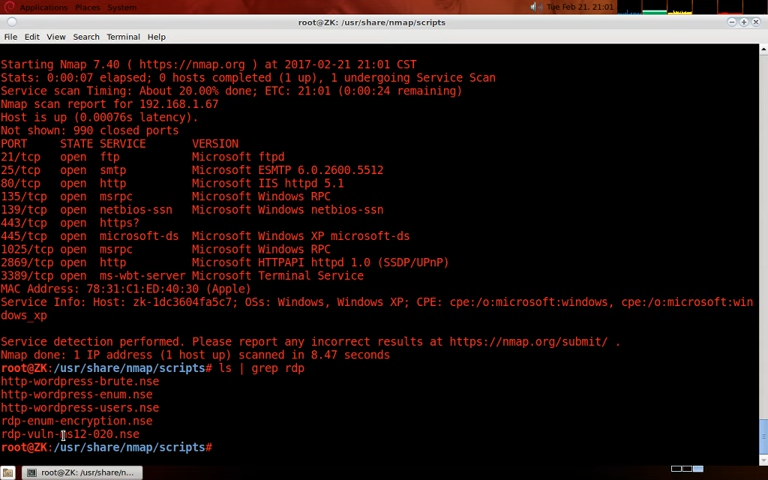 Applications Places System
Tue Feb 21, 21:01
root@ZK: /usr/share/nmap/scripts
File Edit View Search Terminal Help
Starting Nmap 7.40 ( https://nmap.org ) at 2017-02-21 21:01 CST
Stats: 0:00:07 elapsed; 0 hosts completed (1 up), 1 undergoing Service Scan
Service scan Timing: About 20.00% done; ETC: 21:01 (0:00:24 remaining)
Nmap scan report for 192.168.1.67
Host is up (0.00076s latency).
Not shown: 990 closed ports
PORT STATE SERVICE VERSION
21/tcp open ftp Microsoft ftpd
25/tcp open smtp Microsoft ESMTP 6.0.2600.5512
80/tcp open http Microsoft IIS httpd 5.1
135/tcp open msrpc Microsoft Windows RPC
139/tcp open netbios-ssn Microsoft Windows netbios-ssn
443/tcp open https?
445/tcp open microsoft-ds Microsoft Windows XP microsoft-ds
1025/tcp open msrpc Microsoft Windows RPC
2869/tcp open http Microsoft HTTPAPI httpd 1.0 (SSDP/UPnP)
3389/tcp open ms-wbt-server Microsoft Terminal Service
MAC Address: 78:31:C1:ED:40:30 (Apple)
Service Info: Host: zk-1dc3604fa5c7; OSs: Windows, Windows XP; CPE: cpe:/o:microsoft:windows, cpe:/o:microsoft:win
dows_xp
Service detection performed. Please report any incorrect results at https://nmap.org/submit/ .
Nmap done: 1 IP address (1 host up) scanned in 8.47 seconds
root@ZK:/usr/share/nmap/scripts# ls | grep rdp
http-wordpress-brute.nse
http-wordpress-enum.nse
http-wordpress-users.nse
rdp-enum-encryption.nse
rdp-vuln-ms12-020.nse
root@ZK:/usr/share/nmap/scripts#
root@ZK: /usr/share/n...